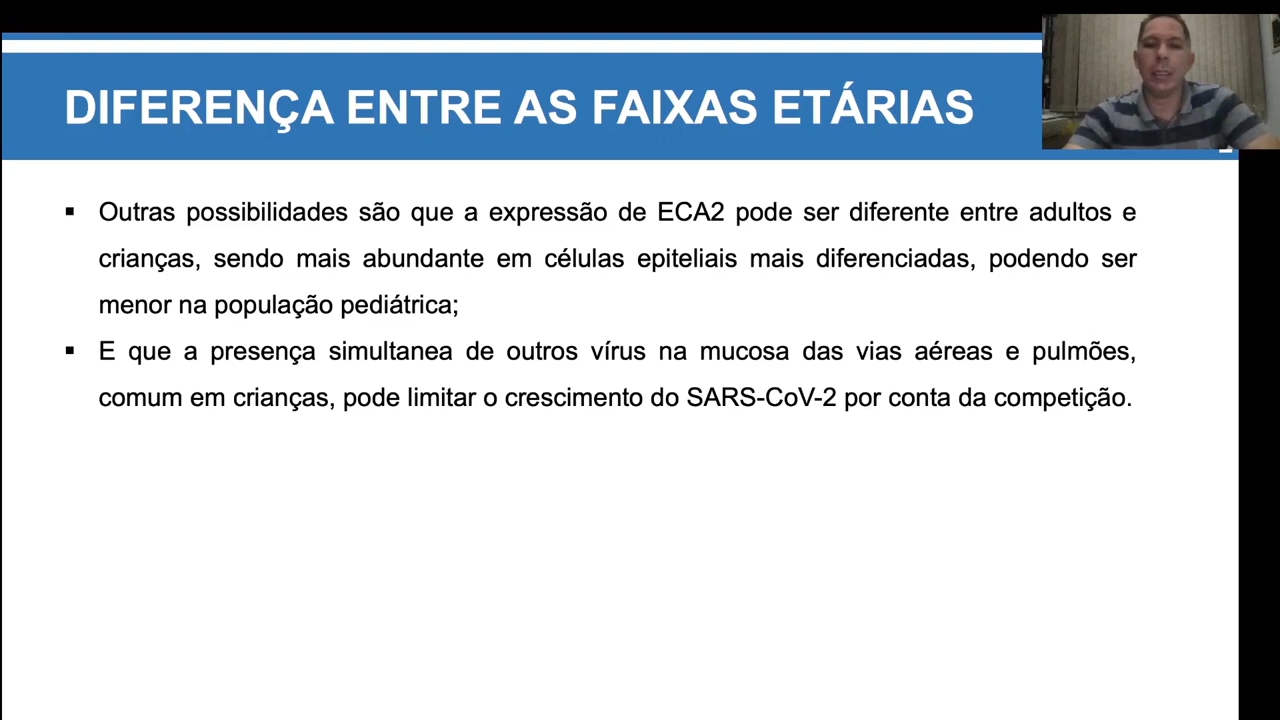 DIFERENÇA ENTRE AS FAIXAS ETÁRIAS
▪ Outras possibilidades são que a expressão de ECA2 pode ser diferente entre adultos e
crianças, sendo mais abundante em células epiteliais mais diferenciadas, podendo ser
menor na população pediátrica;
▪ E que a presença simultanea de outros vírus na mucosa das vias aéreas e pulmões,
comum em crianças, pode limitar o crescimento do SARS-CoV-2 por conta da competição.